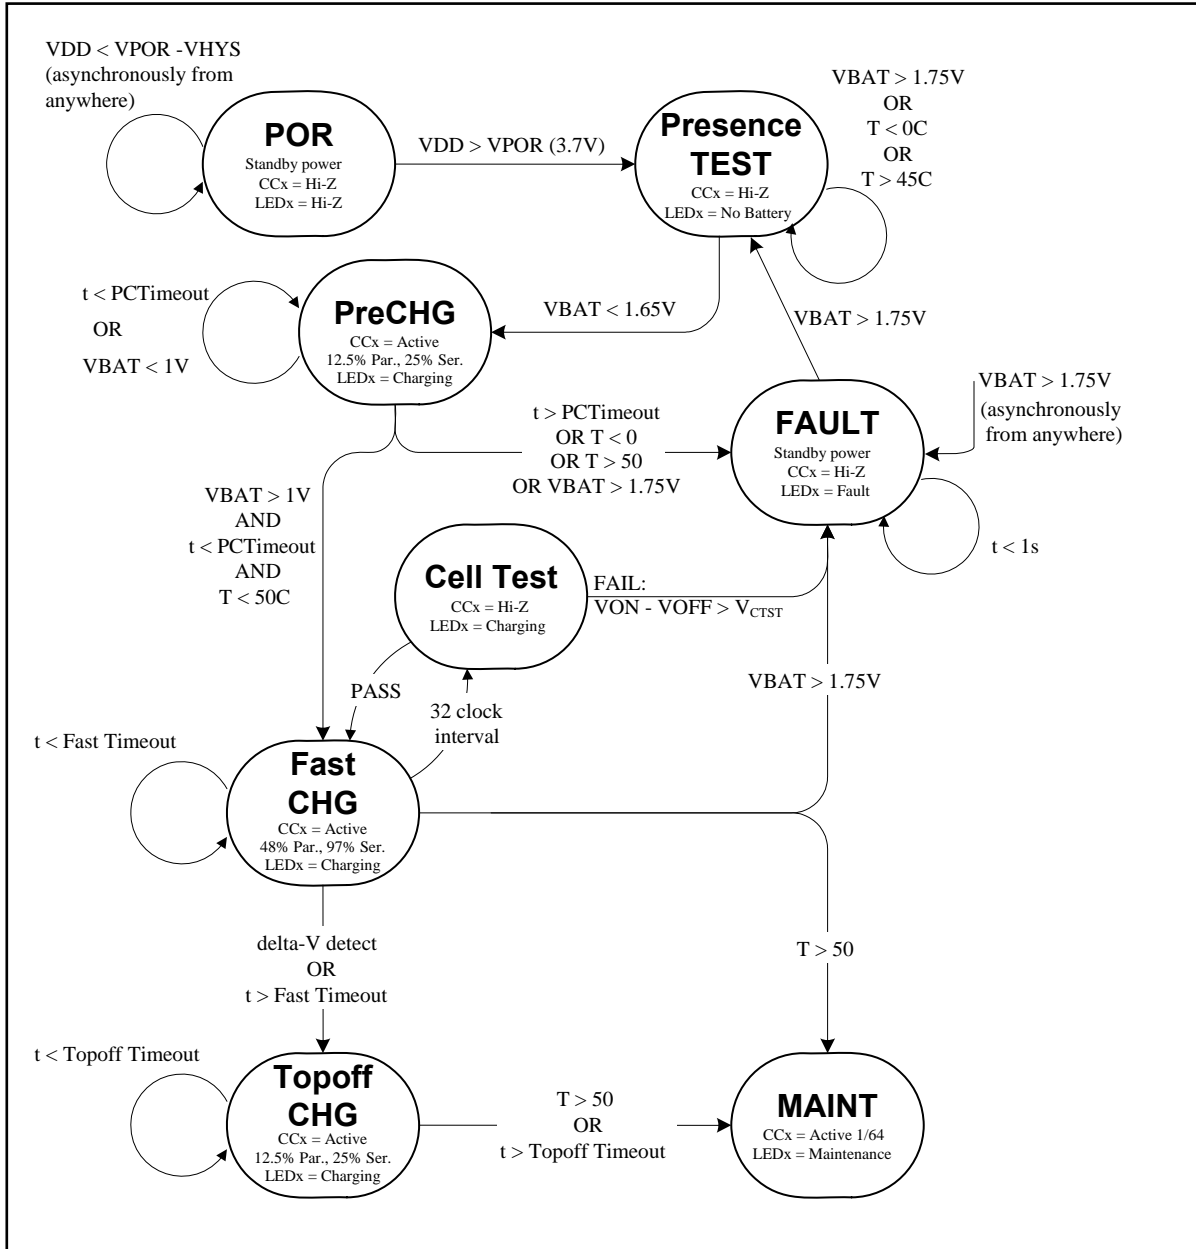 VDD < VPOR -VHYS
(asynchronously from
anywhere)
POR
Standby power
CCx = Hi-Z
LEDx = Hi-Z
VDD > VPOR (3.7V)
Presence
TEST
CCx = Hi-Z
LEDx = No Battery
VBAT > 1.75V
OR
T < 0C
OR
T > 45C
t < PCTimeout
OR
VBAT < 1V
PreCHG
CCx = Active
12.5% Par., 25% Ser.
LEDx = Charging
VBAT < 1.65V
VBAT > 1.75V
t > PCTimeout
OR T < 0
OR T > 50
OR VBAT > 1.75V
FAULT
Standby power
CCx = Hi-Z
LEDx = Fault
VBAT > 1.75V
(asynchronously
from anywhere)
t < 1s
VBAT > 1V
AND
t < PCTimeout
AND
T < 50C
Cell Test
CCx = Hi-Z
LEDx = Charging
FAIL:
VON - VOFF > VCTST
PASS
32 clock
interval
VBAT > 1.75V
t < Fast Timeout
Fast
CHG
CCx = Active
48% Par., 97% Ser.
LEDx = Charging
delta-V detect
OR
t > Fast Timeout
T > 50
t < Topoff Timeout
Topoff
CHG
CCx = Active
12.5% Par., 25% Ser.
LEDx = Charging
T > 50
OR
t > Topoff Timeout
MAINT
CCx = Active 1/64
LEDx = Maintenance